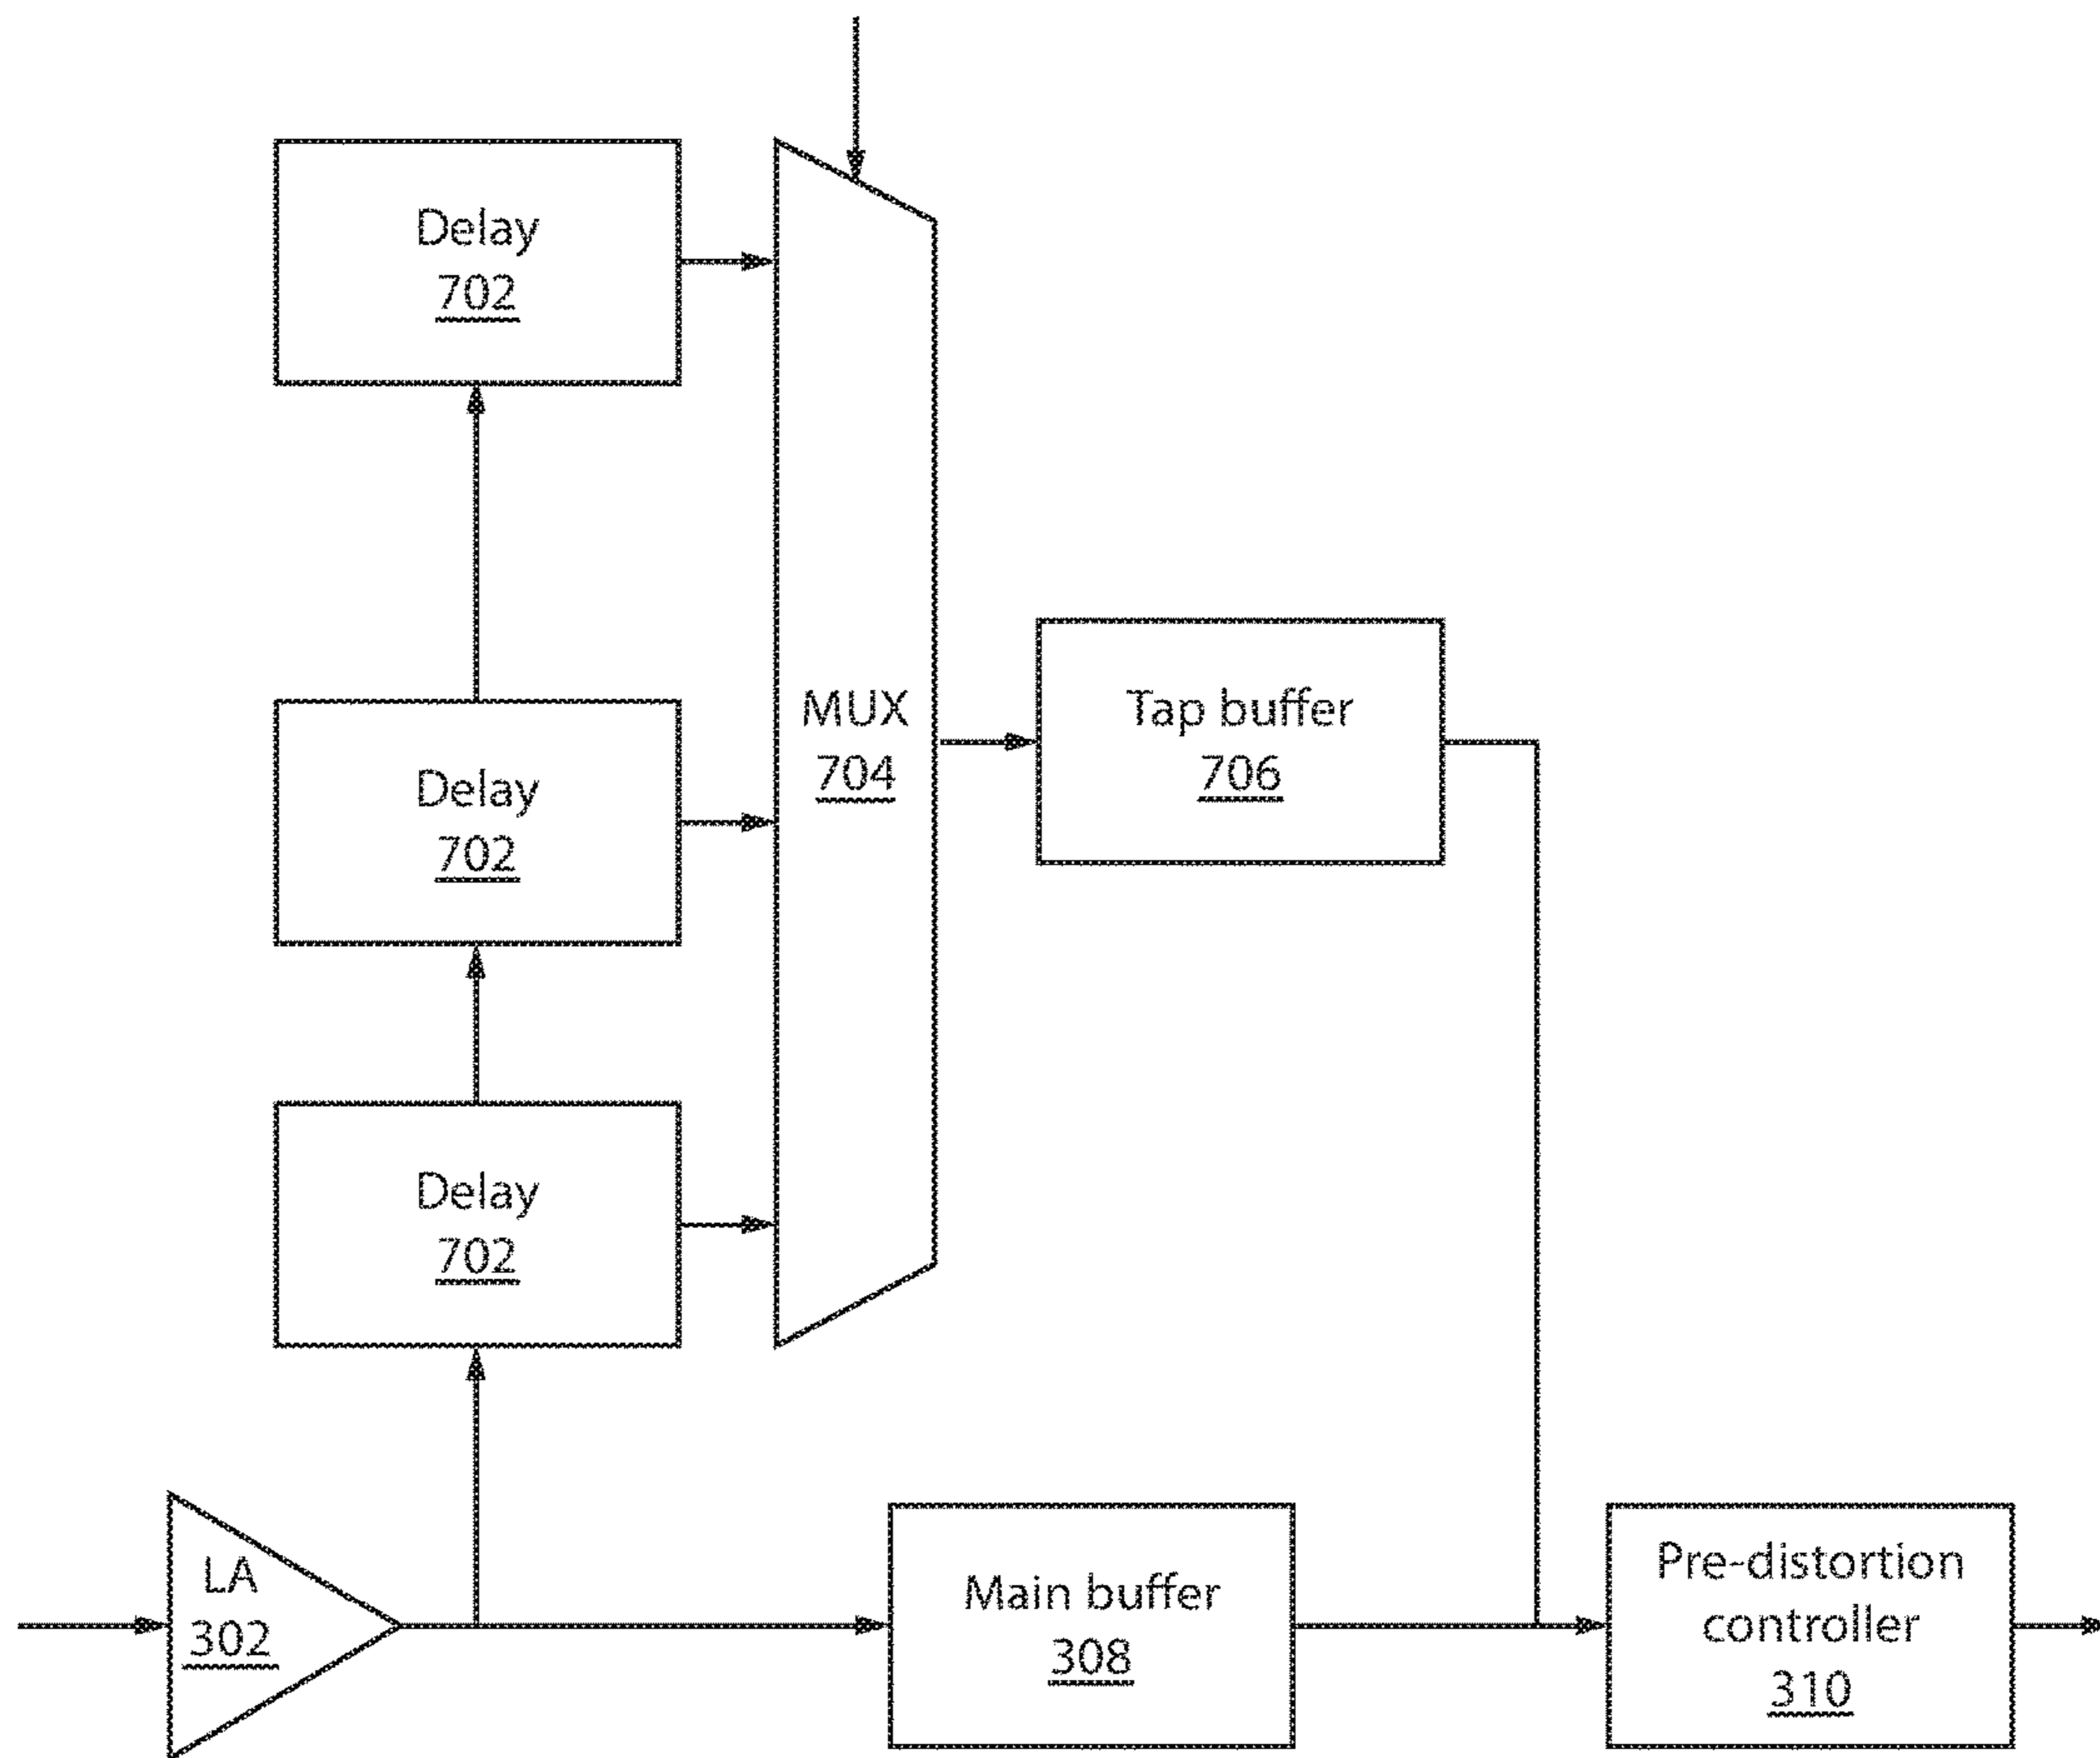 Delay
702
Delay
702
MUX
704
Tap buffer
706
Delay
702
LA
302
Main buffer
308
Pre-distortion
controller
310